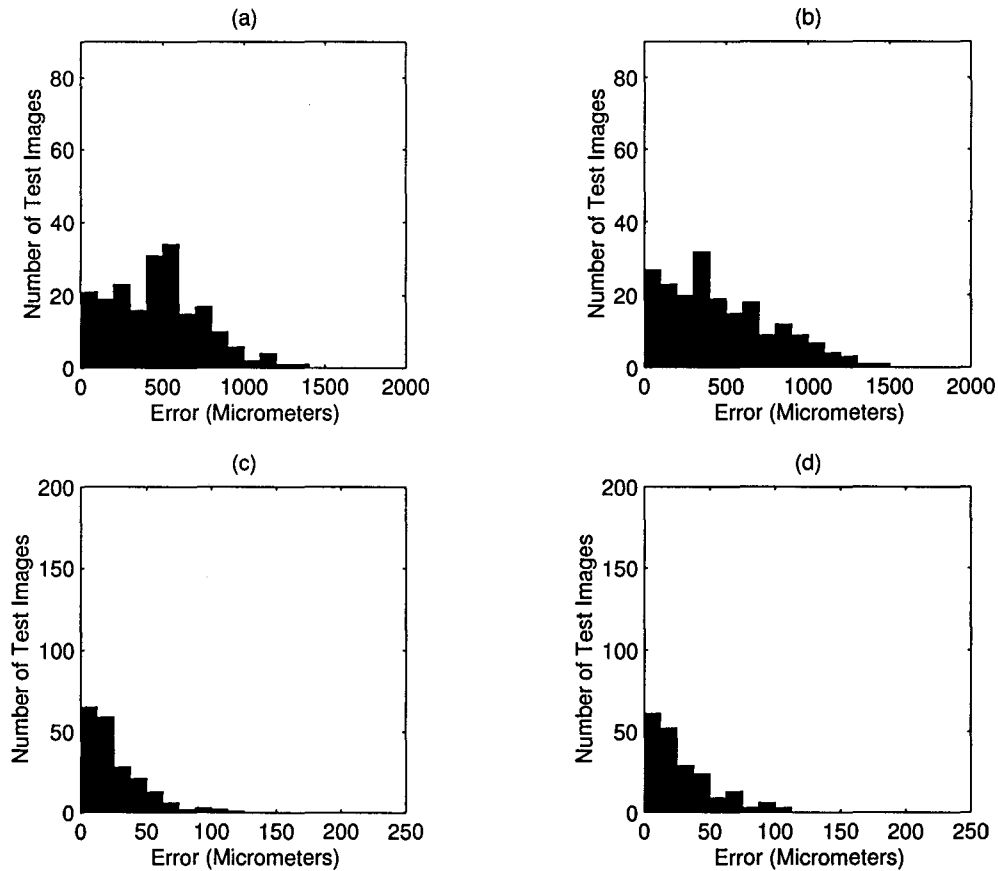 (a)
Number of Test Images
80
60
40
20
0
0 500 1000 1500 2000
Error (Micrometers)
(b)
Number of Test Images
80
60
40
20
0
0 500 1000 1500 2000
Error (Micrometers)
(c)
Number of Test Images
200
150
100
50
0
0 50 100 150 200 250
Error (Micrometers)
(d)
Number of Test Images
200
150
100
50
0
0 50 100 150 200 250
Error (Micrometers)